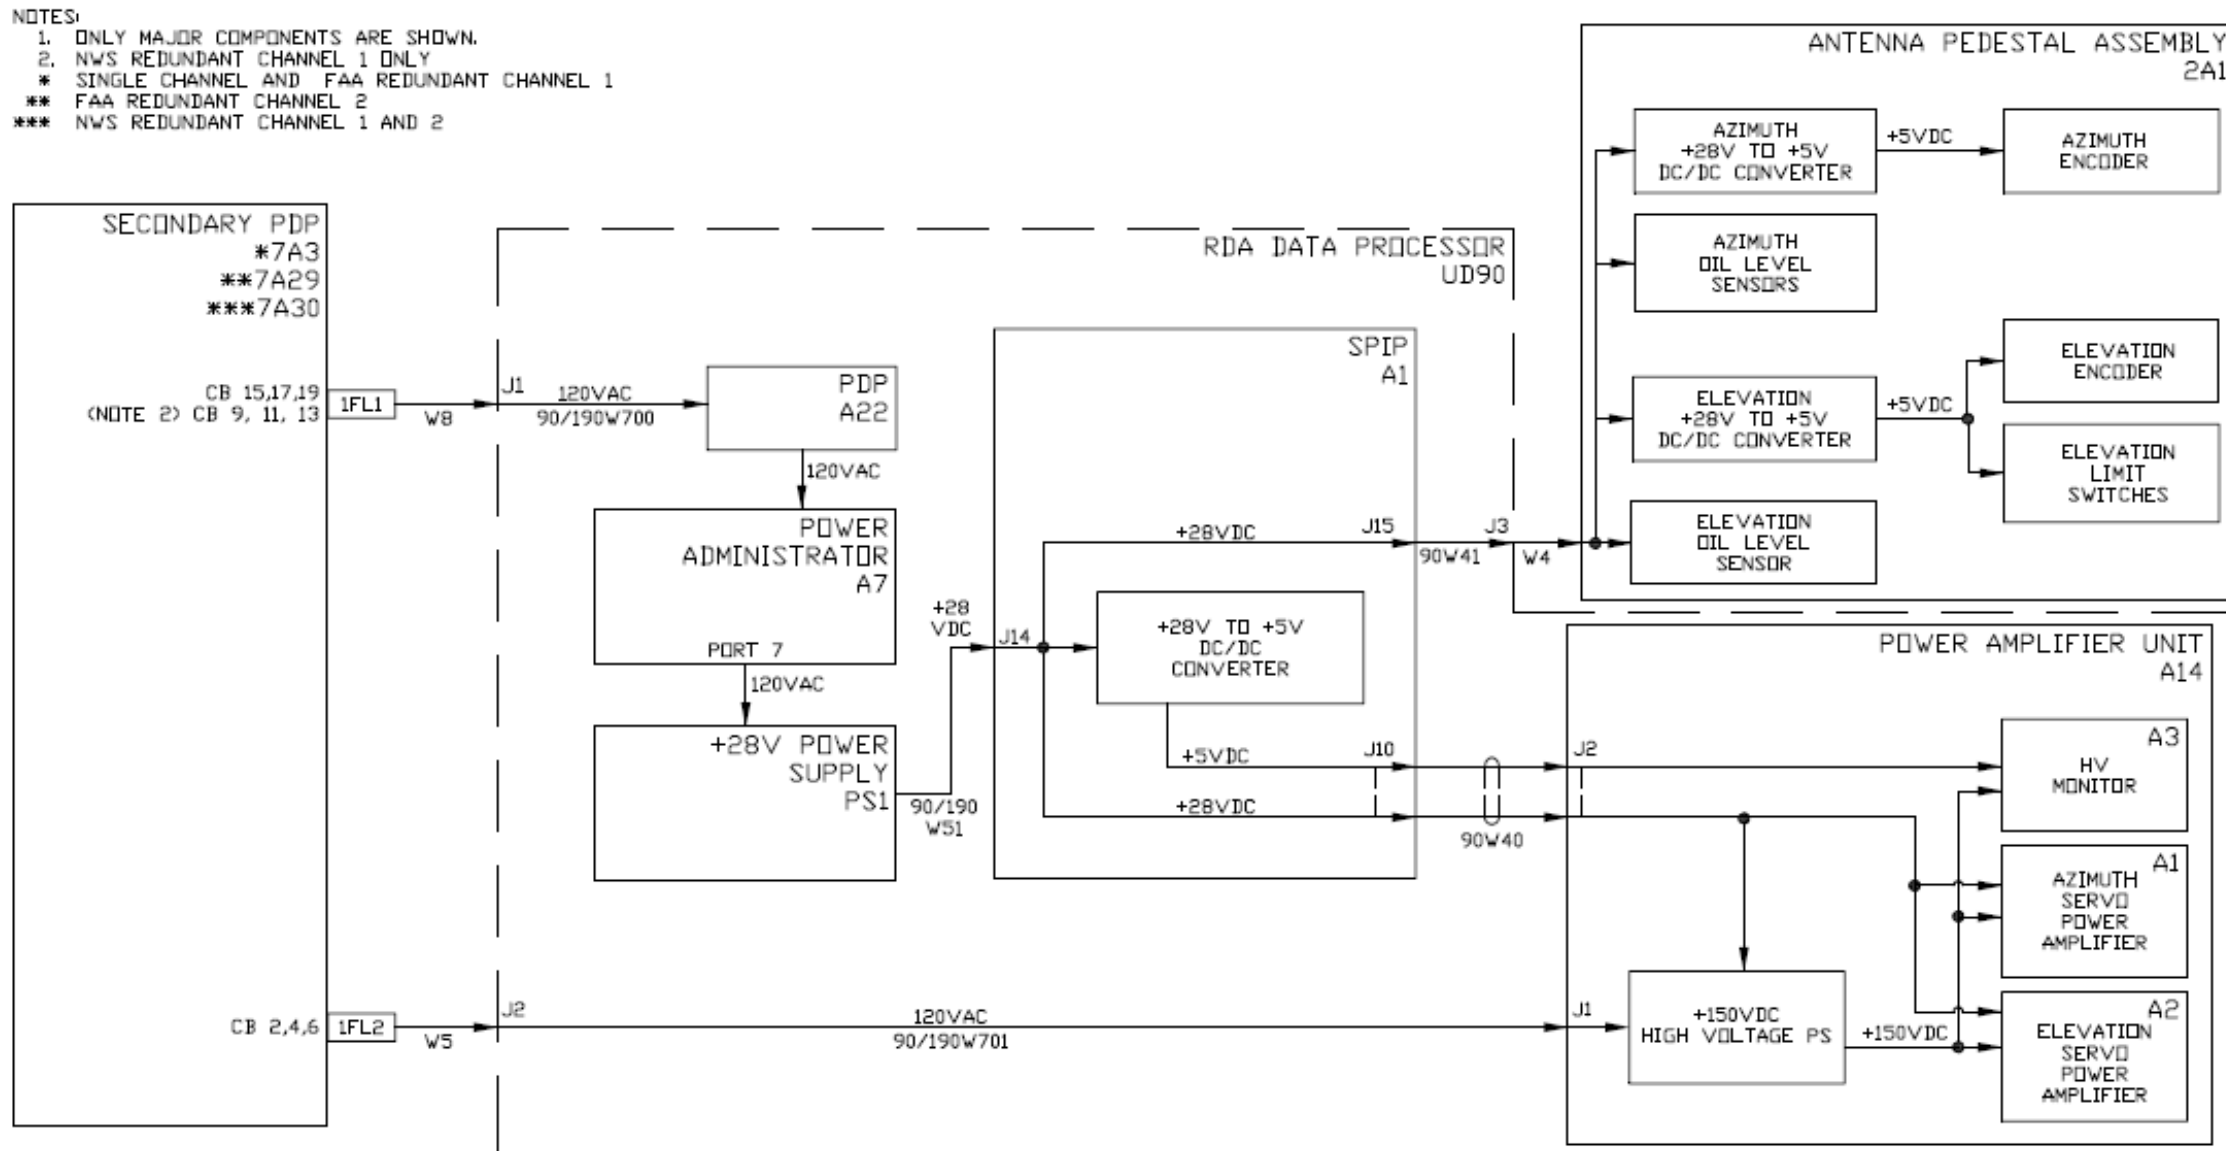 NOTES:
1. ONLY MAJOR COMPONENTS ARE SHOWN.
2. NWS REDUNDANT CHANNEL 1 ONLY
* SINGLE CHANNEL AND FAA REDUNDANT CHANNEL 1
** FAA REDUNDANT CHANNEL 2
*** NWS REDUNDANT CHANNEL 1 AND 2
SECONDARY PDP
*7A3
**7A29
***7A30
CB 15,17,19
(NOTE 2) CB 9, 11, 13
1FL1
W8
CB 2,4,6
1FL2
W5
RDA DATA PROCESSOR
UD90
J1
120VAC
90/190W700
PDP
A22
120VAC
POWER
ADMINISTRATOR
A7
PORT 7
120VAC
+28V POWER
SUPPLY
PS1
90/190
W51
+28
VDC
SPIP
A1
J14
+28VDC
J15
+28V TO +5V
DC/DC
CONVERTER
+5VDC
J10
+28VDC
90W41
J3
W4
90W40
J2
120VAC
90/190W701
ANTENNA PEDESTAL ASSEMBLY
2A1
AZIMUTH
+28V TO +5V
DC/DC CONVERTER
+5VDC
AZIMUTH
ENCODER
AZIMUTH
OIL LEVEL
SENSORS
ELEVATION
+28V TO +5V
DC/DC CONVERTER
+5VDC
ELEVATION
ENCODER
ELEVATION
LIMIT
SWITCHES
ELEVATION
OIL LEVEL
SENSOR
POWER AMPLIFIER UNIT
A14
J2
A3
HV
MONITOR
A1
AZIMUTH
SERVO
POWER
AMPLIFIER
J1
+150VDC
HIGH VOLTAGE PS
+150VDC
A2
ELEVATION
SERVO
POWER
AMPLIFIER